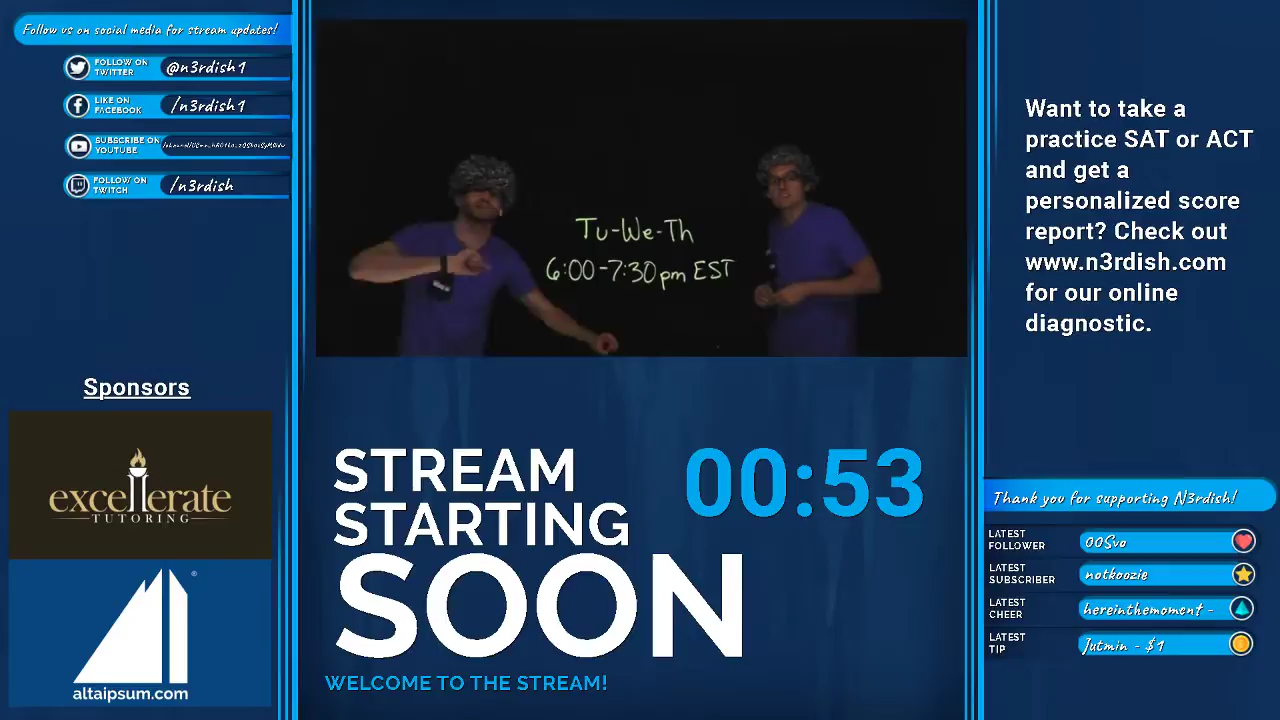 Follow us on social media for stream updates!
FOLLOW ON
TWITTER
@n3rdish1
LIKE ON
FACEBOOK
/n3rdish1
SUBSCRIBE ON
YOUTUBE
FOLLOW ON
TWITCH
/n3rdish
Sponsors
excellerate
TUTORING
®
altaipsum.com
Tu-We-Th
6:00-7:30pm EST
STREAM
STARTING
SOON
00:53
WELCOME TO THE STREAM!
Want to take a
practice SAT or ACT
and get a
personalized score
report? Check out
www.n3rdish.com
for our online
diagnostic.
Thank you for supporting N3rdish!
LATEST
FOLLOWER
00Svo
LATEST
SUBSCRIBER
notkoozie
LATEST
CHEER
hereinthemoment -
LATEST
TIP
Jutmin - $1